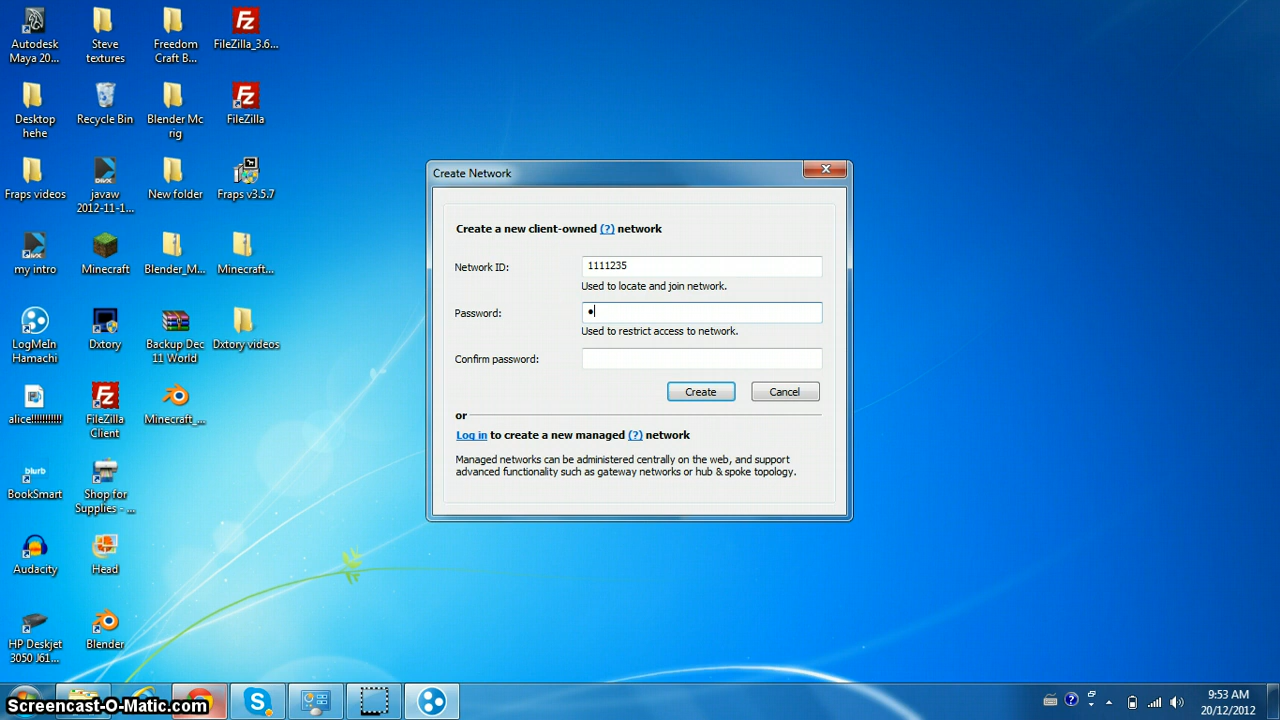 Autodesk
Maya 20...
Steve
textures
Freedom
Craft B...
FileZilla_3.6...
Desktop
hehe
Recycle Bin
Blender Mc
rig
FileZilla
Fraps videos
javaw
2012-11-1...
New folder
Fraps v3.5.7
my intro
Minecraft
Blender_M...
Minecraft...
LogMeIn
Hamachi
Dxtory
Backup Dec
11 World
Dxtory videos
alice!!!!!!!!!!
FileZilla
Client
Minecraft_...
blurb
BookSmart
Shop for
Supplies - ...
Audacity
Head
HP Deskjet
3050 J61...
Blender
Create Network
Create a new client-owned (?) network
Network ID: 1111235
Used to locate and join network.
Password: ●
Used to restrict access to network.
Confirm password:
Create Cancel
or
Log in to create a new managed (?) network
Managed networks can be administered centrally on the web, and support
advanced functionality such as gateway networks or hub & spoke topology.
Screencast-O-Matic.com
9:53 AM
20/12/2012